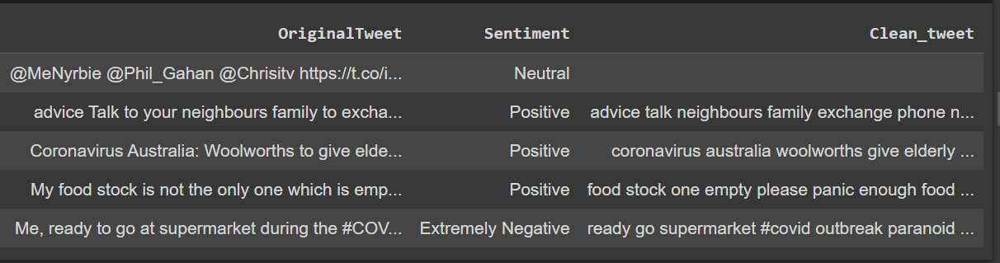 OriginalTweet Sentiment Clean_tweet
@MeNyrbie @Phil_Gahan @Chrisitv https://t.co/i... Neutral
advice Talk to your neighbours family to excha... Positive advice talk neighbours family exchange phone n...
Coronavirus Australia: Woolworths to give elde... Positive coronavirus australia woolworths give elderly ...
My food stock is not the only one which is emp... Positive food stock one empty please panic enough food ...
Me, ready to go at supermarket during the #COV... Extremely Negative ready go supermarket #covid outbreak paranoid ...